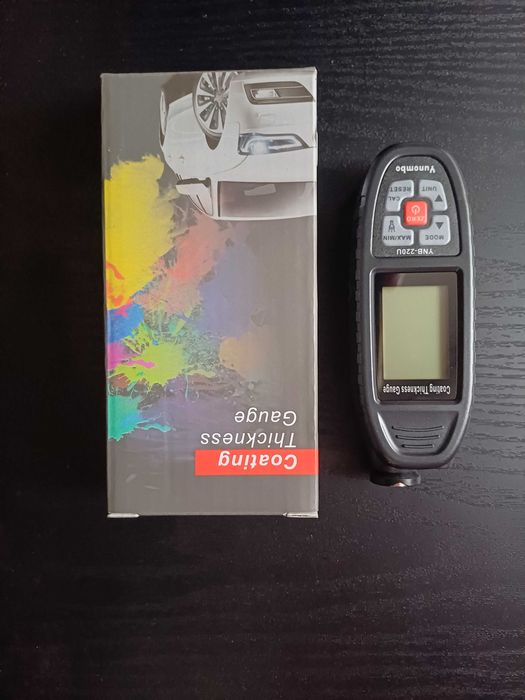 Coating
Thickness
Gauge
Coating Thickness Gauge
YNB-220U
MODE
MAX/MIN
ZERO
UNIT
CAL
RESET
Yunombo